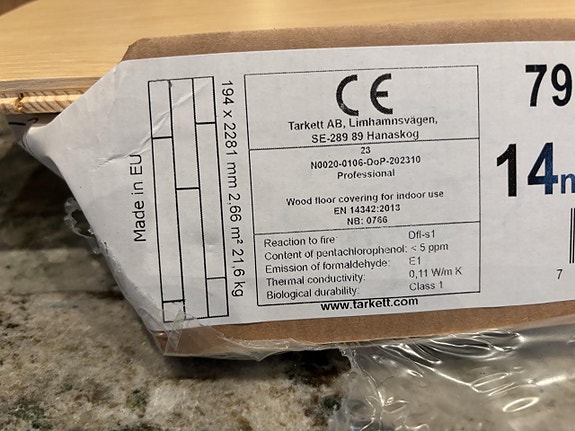 Made in EU
194 x 2281 mm 2,66 m² 21,6 kg
CE
Tarkett AB, Limhamnsvägen,
SE-289 89 Hanaskog
23
N0020-0106-DoP-202310
Professional
Wood floor covering for indoor use
EN 14342:2013
NB: 0766
Reaction to fire: Dfl-s1
Content of pentachlorophenol: < 5 ppm
Emission of formaldehyde: E1
Thermal conductivity: 0,11 W/m K
Biological durability: Class 1
www.tarkett.com
79
14
7